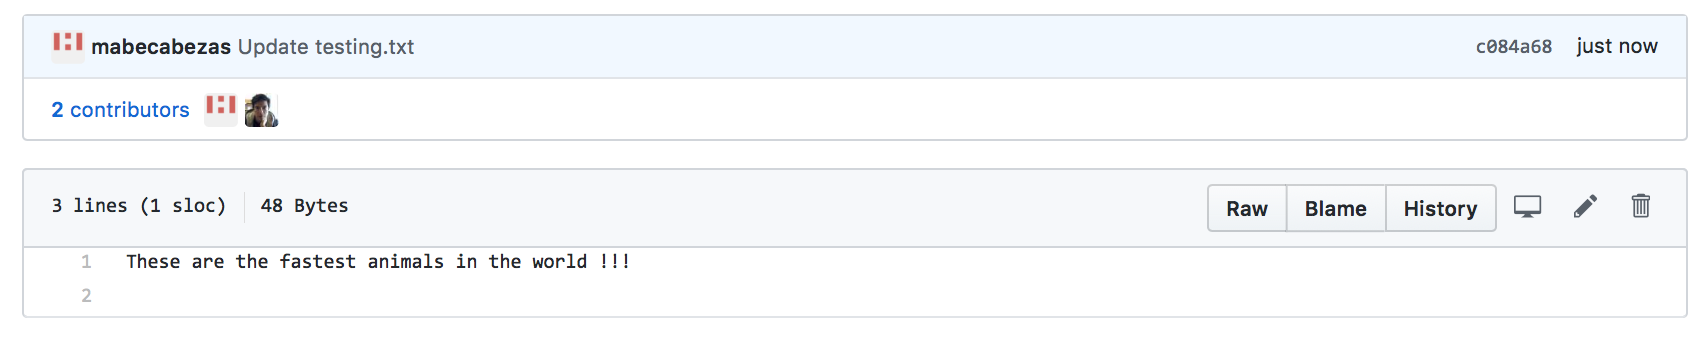 mabecabezas Update testing.txt c084a68 just now
2 contributors
3 lines (1 sloc) 48 Bytes Raw Blame History
1 These are the fastest animals in the world !!!
2